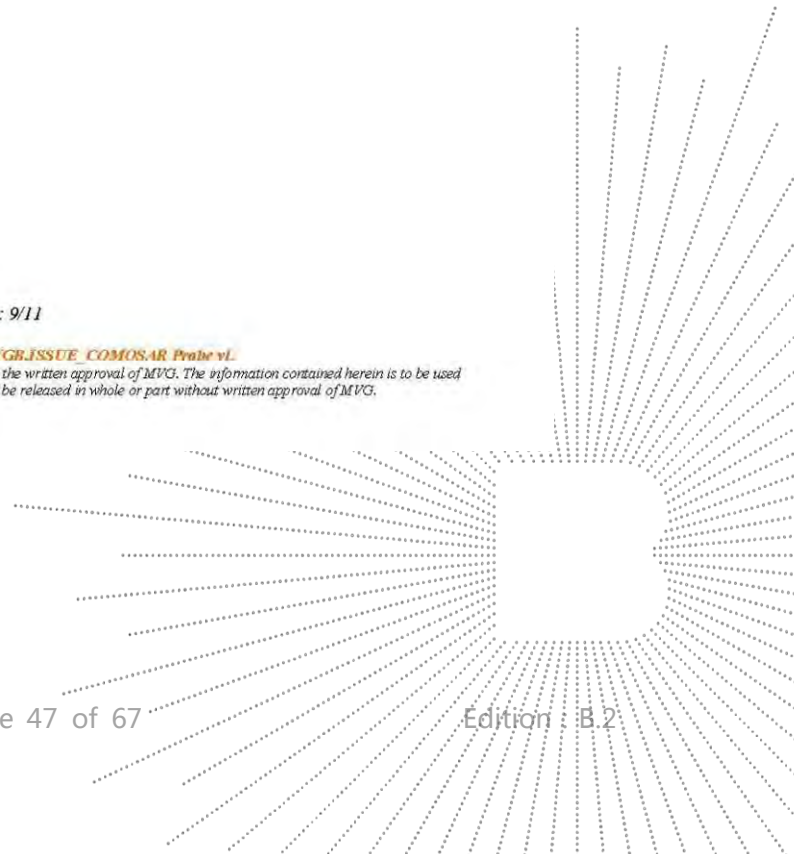 : 9/11
GB.ISSUE_COMOSAR Probe vL
the written approval of MVG. The information contained herein is to be used
be released in whole or part without written approval of MVG.
e 47 of 67 Edition : B.2